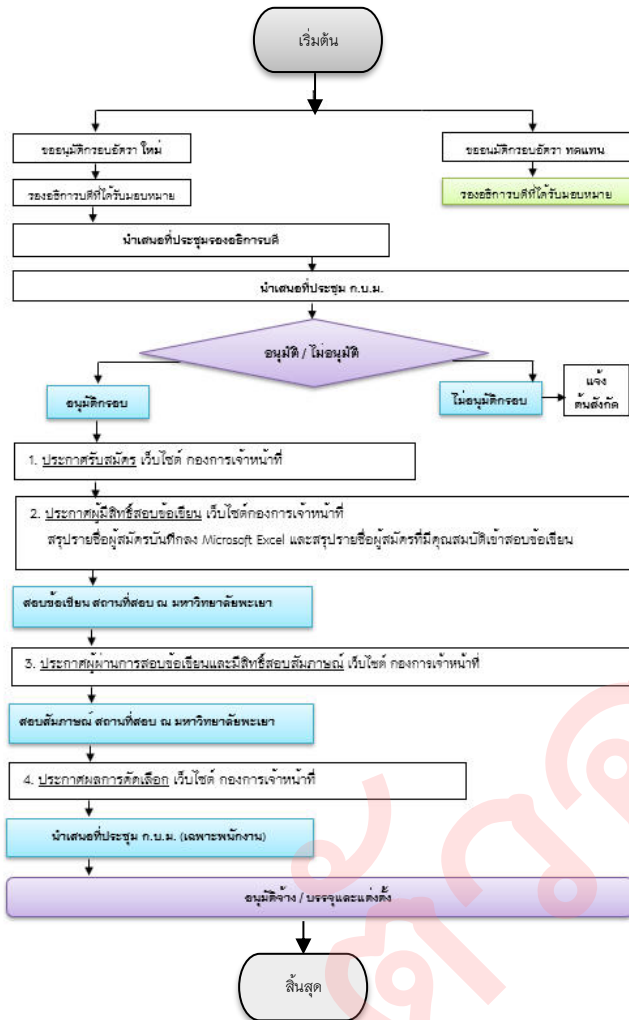 เริ่มต้น
ขออนุมัติกรอบอัตรา ใหม่
ขออนมัติกรอบอัตรา ทดแทน
รองอธิการบดีที่ได้รับมอบหมาย
รองอธิการบดีที่ได้รับมอบหมาย
นำเสนอที่ประชุมรองอธิการบดี
นำเสนอที่ประชุม ก.บ.ม.
อนุมัติ / ไม่อนุมัติ
อนุมัติกรอบ
ไม่อนุมัติกรอบ
แจ้ง
ต้นสังกัด
1. ประกาศรับสมัคร เว็บไซต์ กองการเจ้าหน้าที่
2. ประกาศผู้มีสิทธิ์สอบข้อเขียน เว็บไซต์กองการเจ้าหน้าที่
สรุปรายชื่อผู้สมัครบันทึกลง Microsoft Excel และสรุปรายชื่อผู้สมัครที่มีคุณสมบัติเข้าสอบข้อเขียน
สอบข้อเขียน สถานที่สอบ ณ มหาวิทยาลัยพะเยา
3. ประกาศผู้ผ่านการสอบข้อเขียนและมีสิทธิ์สอบสัมภาษณ์ เว็บไซต์ กองการเจ้าหน้าที่
สอบสัมภาษณ์ สถานที่สอบ ณ มหาวิทยาลัยพะเยา
4. ประกาศผลการคัดเลือก เว็บไซต์ กองการเจ้าหน้าที่
นำเสนอที่ประชุม ก.บ.ม. (เฉพาะพนักงาน)
อนุมัติจ้าง / บรรจุและแต่งตั้ง
สิ้นสุด